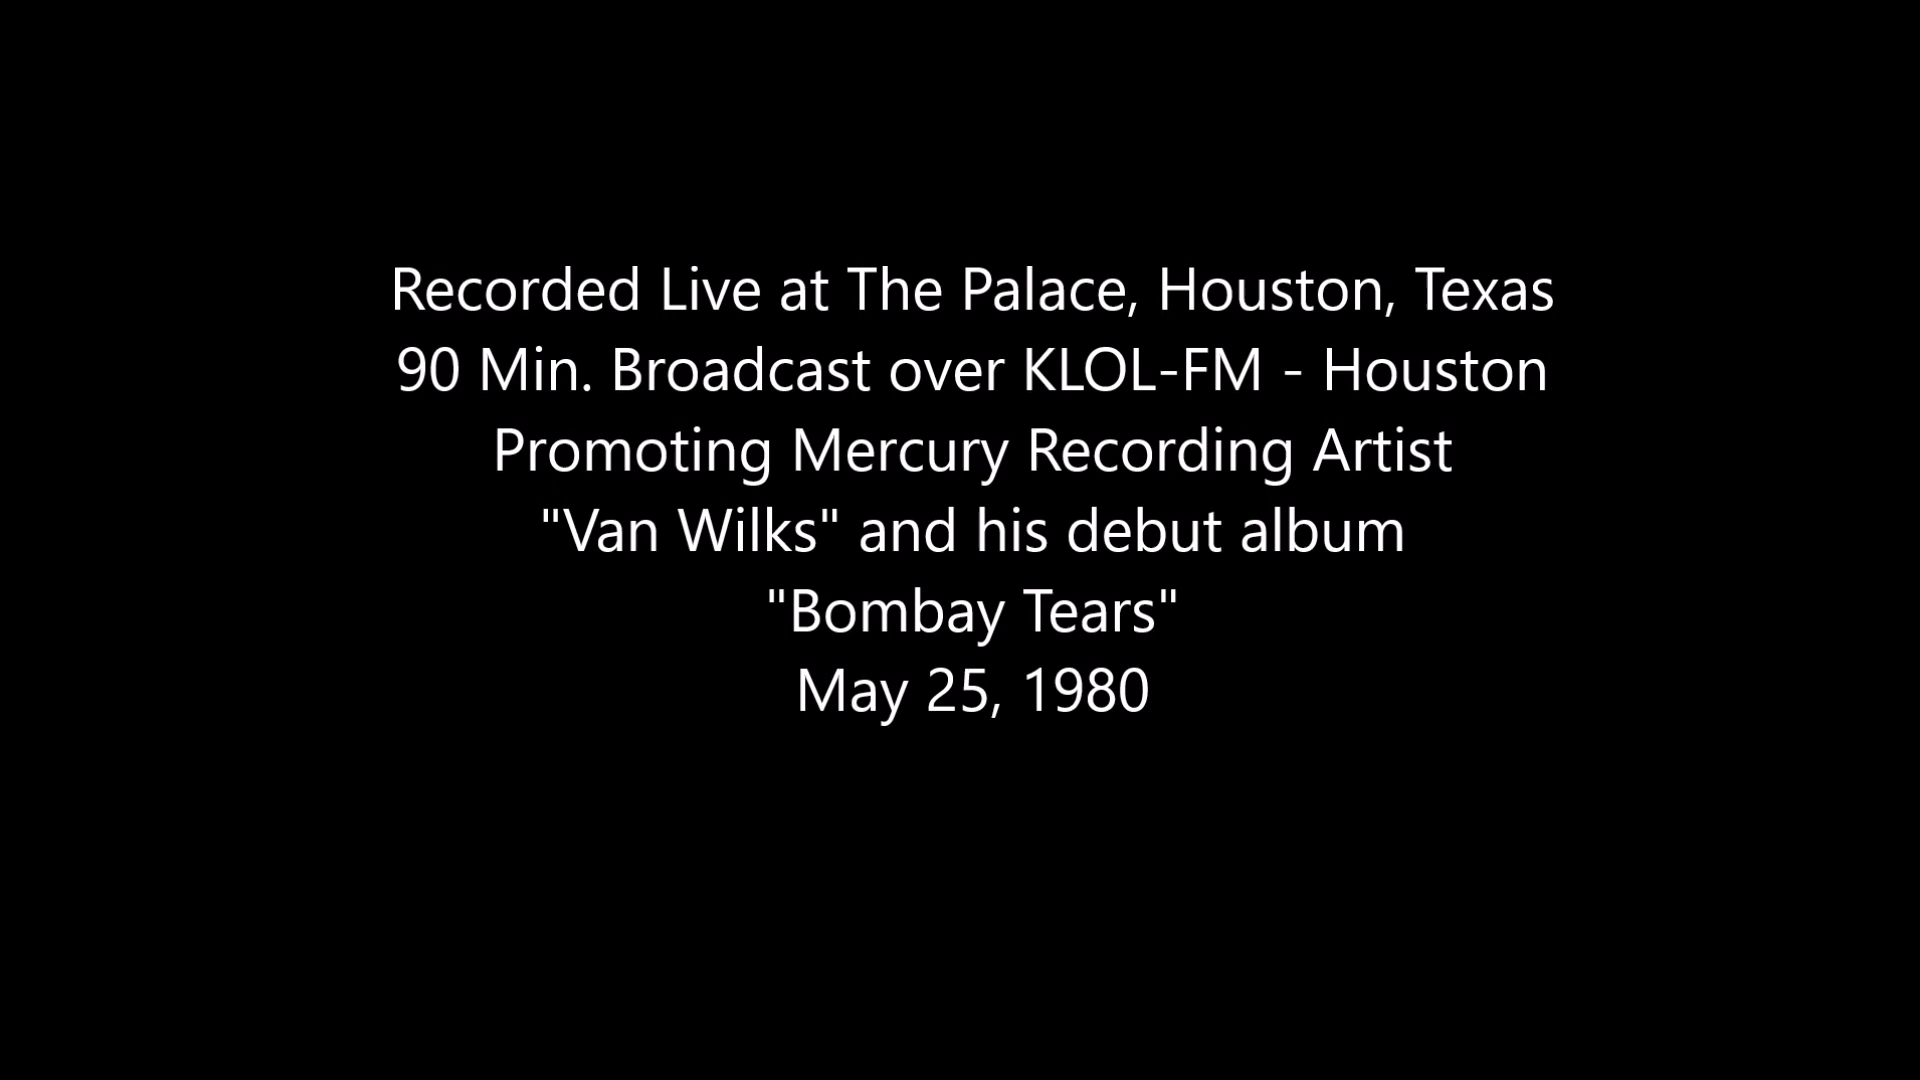 Recorded Live at The Palace, Houston, Texas
90 Min. Broadcast over KLOL-FM - Houston
Promoting Mercury Recording Artist
"Van Wilks" and his debut album
"Bombay Tears"
May 25, 1980